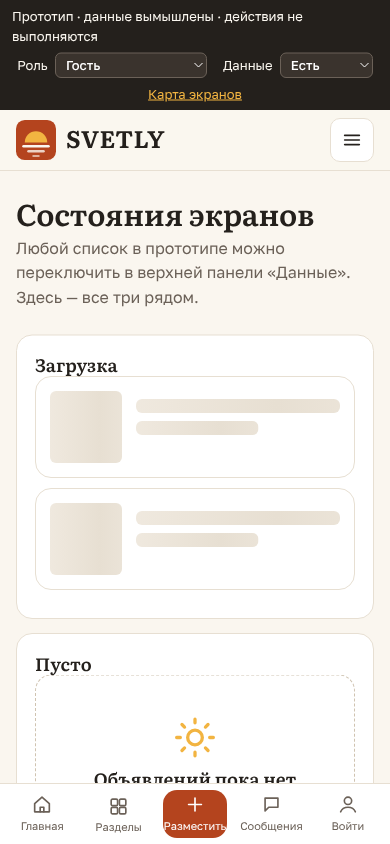 Прототип · данные вымышлены · действия не
выполняются
Роль Гость Данные Есть
Карта экранов
SVETLY
Состояния экранов
Любой список в прототипе можно
переключить в верхней панели «Данные».
Здесь — все три рядом.
Загрузка
Пусто
Объявлений пока нет
Главная Разделы Разместить Сообщения Войти